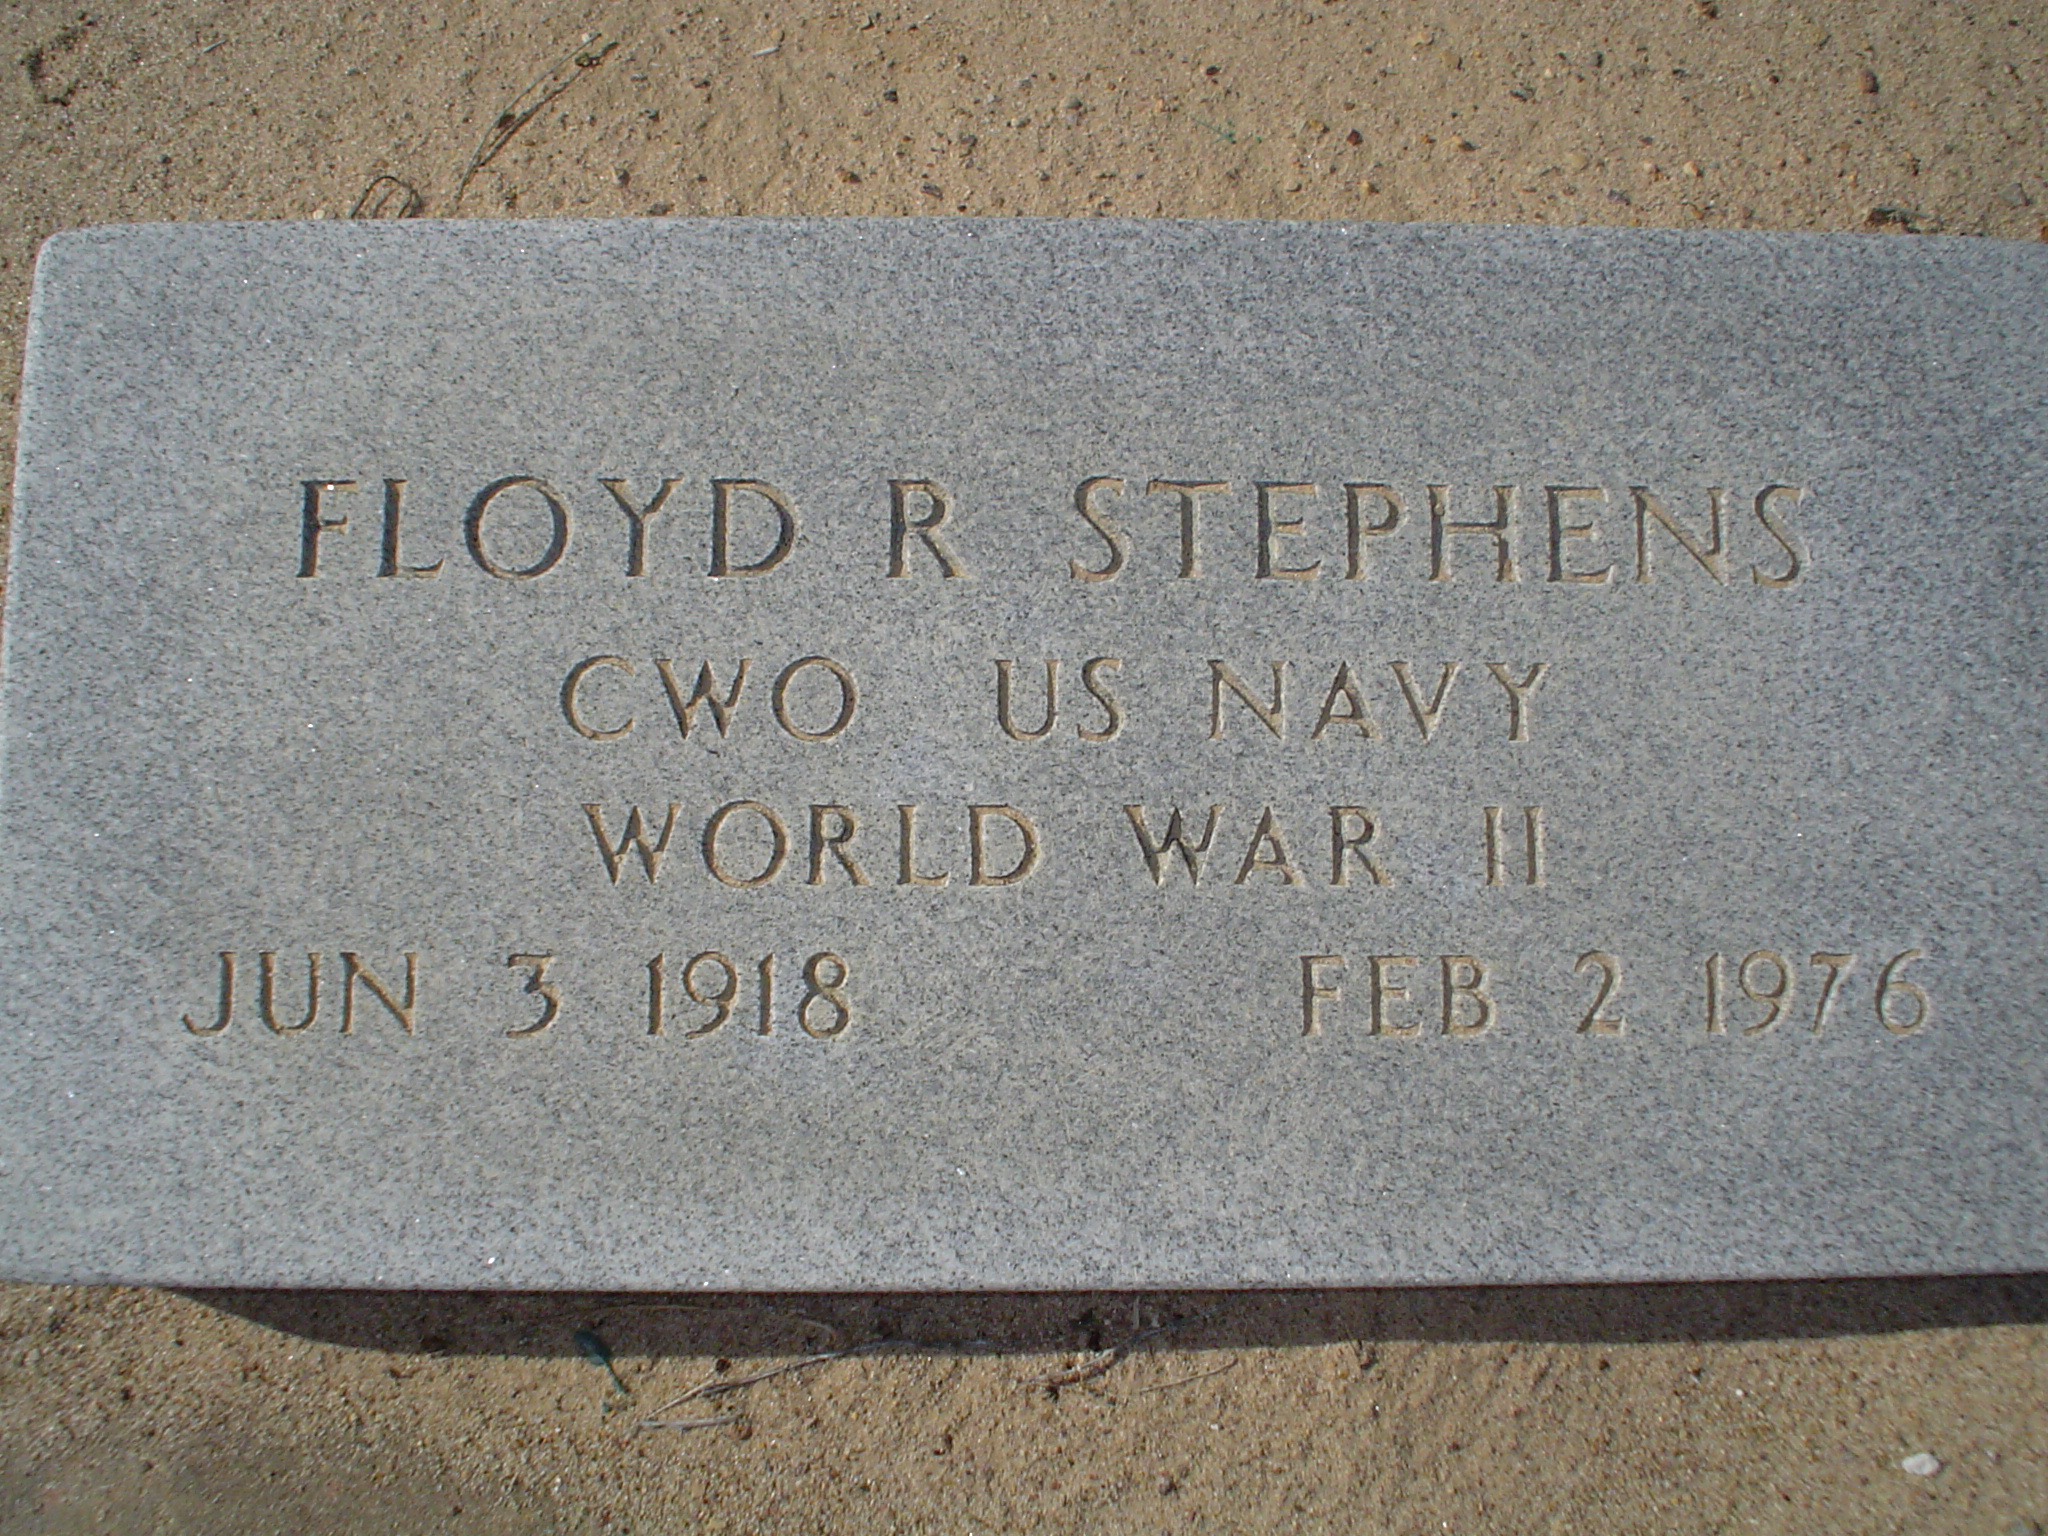 FLOYD R STEPHENS
CWO US NAVY
WORLD WAR II
JUN 3 1918 FEB 2 1976